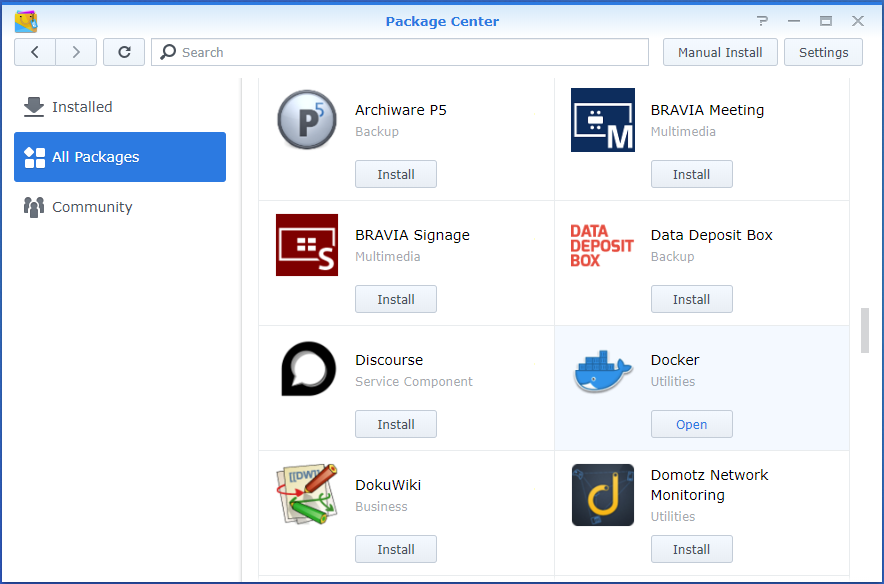 Package Center
?
Search
Manual Install
Settings
Installed
All Packages
Community
P5
Archiware P5
Backup
Install
M
BRAVIA Meeting
Multimedia
Install
S
BRAVIA Signage
Multimedia
Install
DATA
DEPOSIT
BOX
Data Deposit Box
Backup
Install
Discourse
Service Component
Install
Docker
Utilities
Open
[[DW]]
DokuWiki
Business
Install
Domotz Network
Monitoring
Utilities
Install